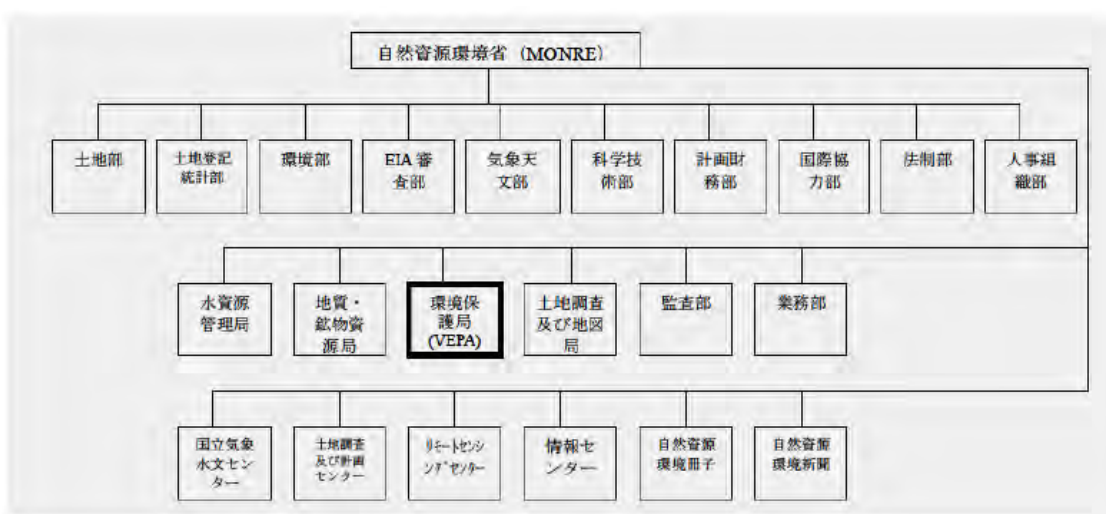 自然資源環境省 (MONRE)
土地部
土地登記
統計部
環境部
EIA 審
査部
気象天
文部
科学技
術部
計画財
務部
国際協
力部
法制部
人事組
織部
水資源
管理局
地質・
鉱物資
源局
環境保
護局
(VEPA)
土地調査
及び地図
局
監査部
業務部
国立気象
水文セン
ター
土地調査
及び計画
センター
リモートセンシ
ングセンター
情報セ
ンター
自然資源
環境冊子
自然資源
環境新聞